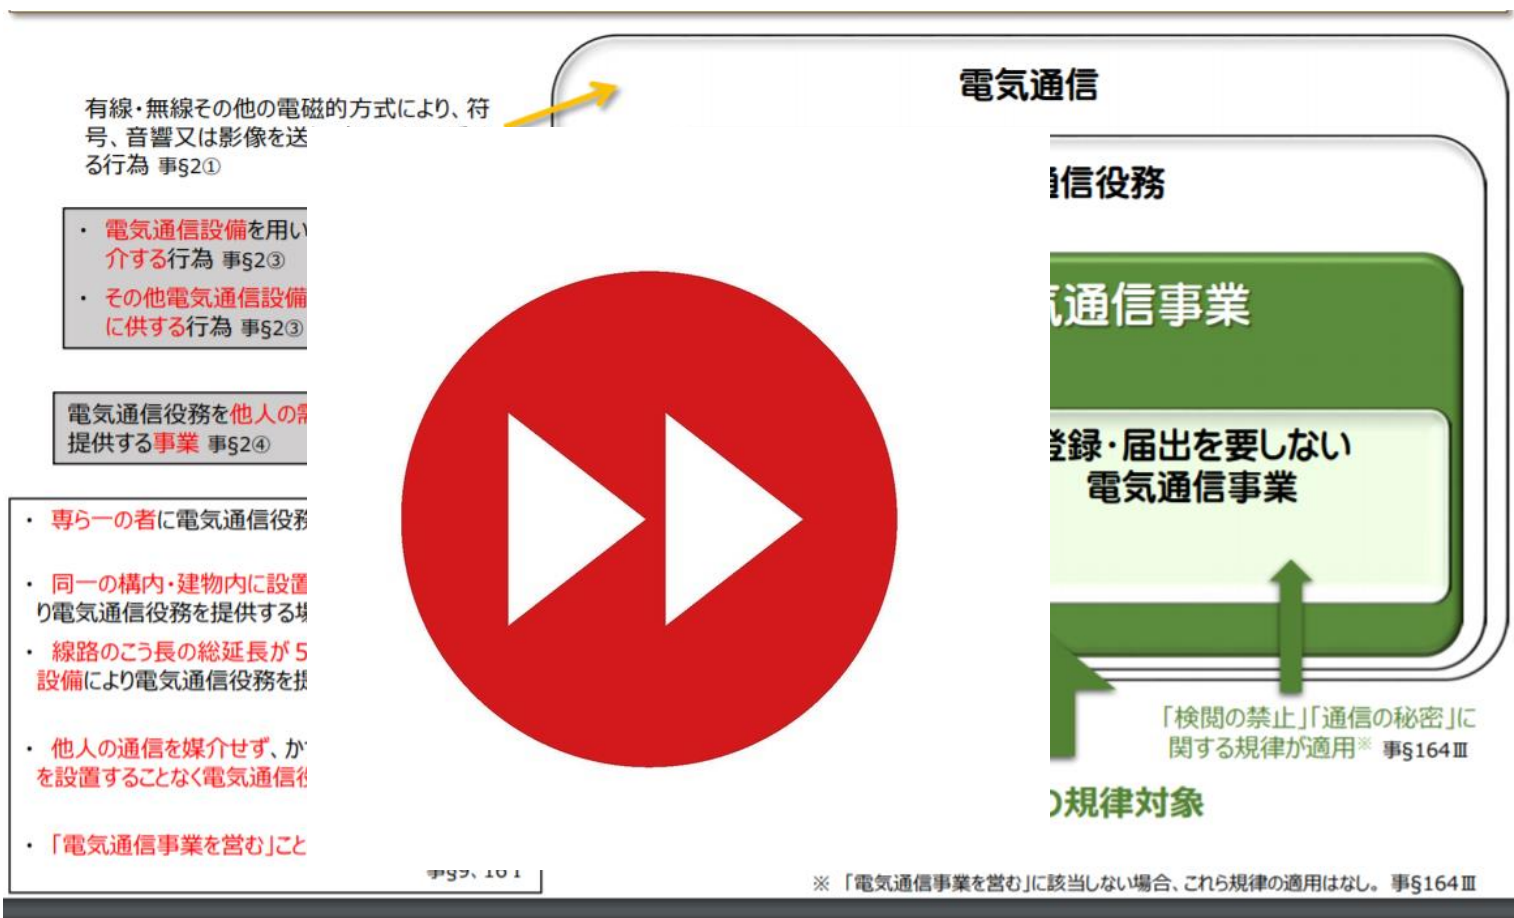 電気通信
有線・無線その他の電磁的方式により、符
号、音響又は影像を送
る行為 事§2①
信役務
・ 電気通信設備を用い
介する行為 事§2③
・ その他電気通信設備
に供する行為 事§2③
通信事業
電気通信役務を他人の
提供する事業 事§2④
録・届出を要しない
電気通信事業
・ 専ら一の者に電気通信役務
・ 同一の構内・建物内に設置
り電気通信役務を提供する
・ 線路のこう長の総延長が5
設備により電気通信役務を
・ 他人の通信を媒介せず、か
を設置することなく電気通信
・ 「電気通信事業を営む」こと
「検閲の禁止」「通信の秘密」に
関する規律が適用※ 事§164Ⅲ
の規律対象
※ 「電気通信事業を営む」に該当しない場合、これら規律の適用はなし。 事§164Ⅲ